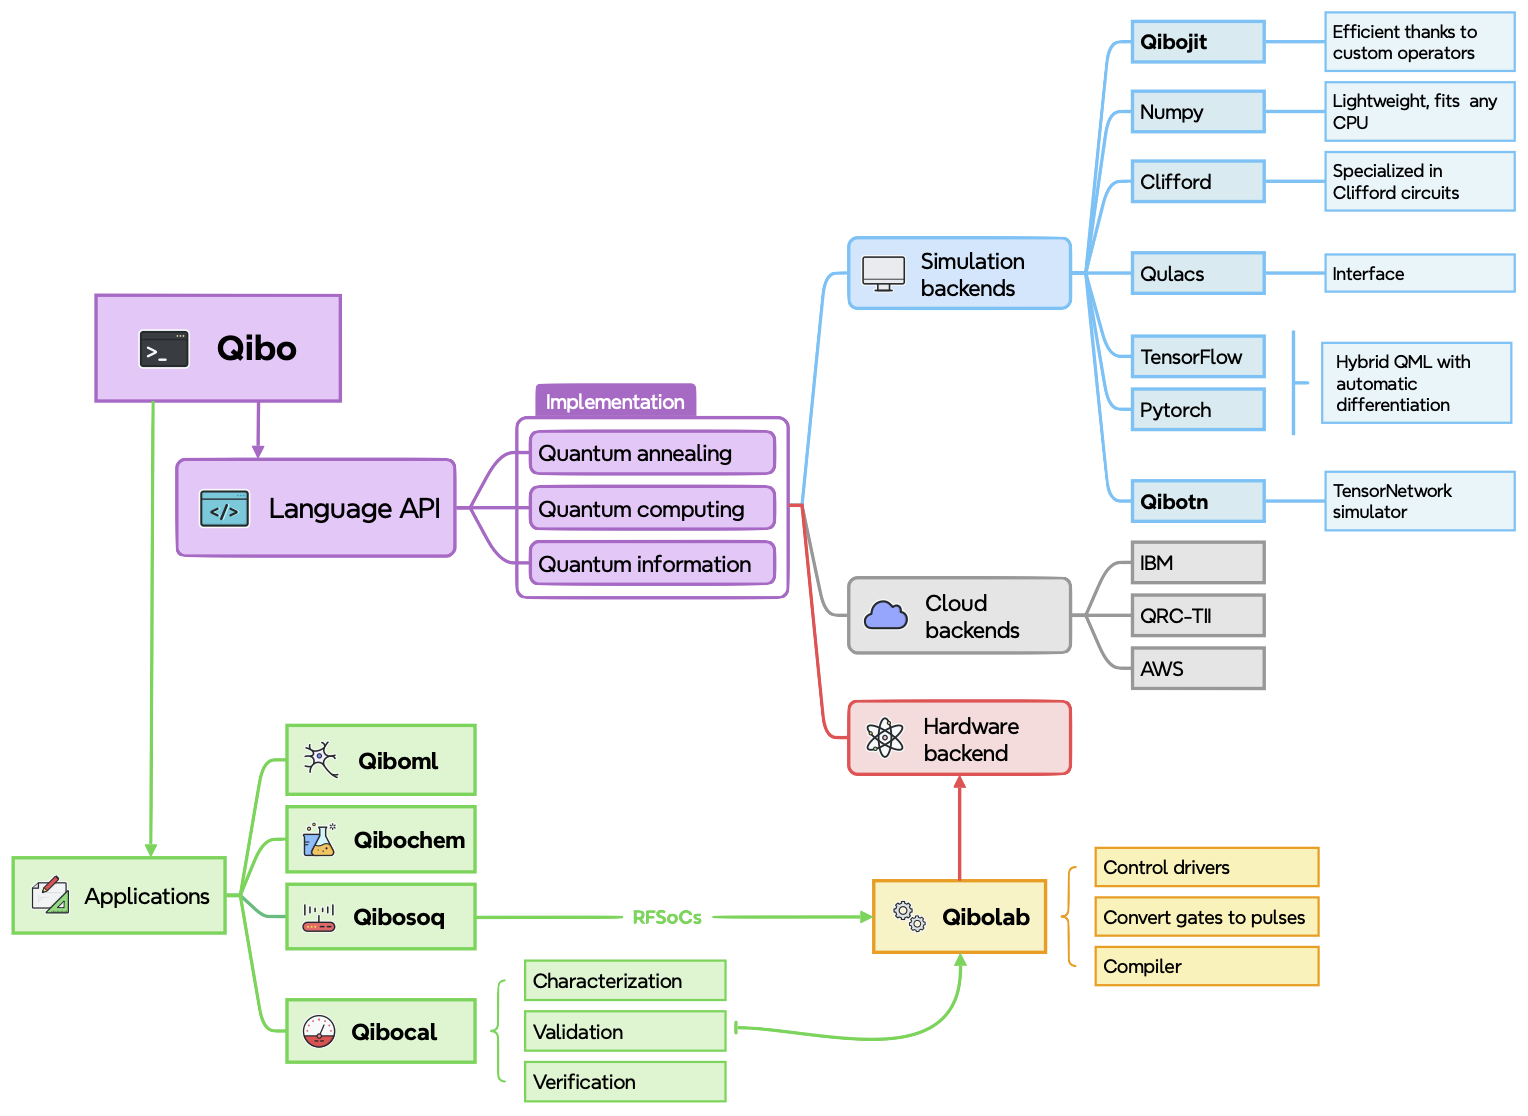 Qibojit
Efficient thanks to
custom operators
Numpy
Lightweight, fits any
CPU
Clifford
Specialized in
Clifford circuits
Simulation
backends
Qulacs
Interface
>_
Qibo
TensorFlow
Pytorch
Hybrid QML with
automatic
differentiation
Implementation
Quantum annealing
Quantum computing
Quantum information
</>
Language API
Qibotn
TensorNetwork
simulator
Cloud
backends
IBM
QRC-TII
AWS
Hardware
backend
Qiboml
Qibochem
Applications
Qibosoq
RFSoCs
Qibolab
Control drivers
Convert gates to pulses
Compiler
Qibocal
Characterization
Validation
Verification